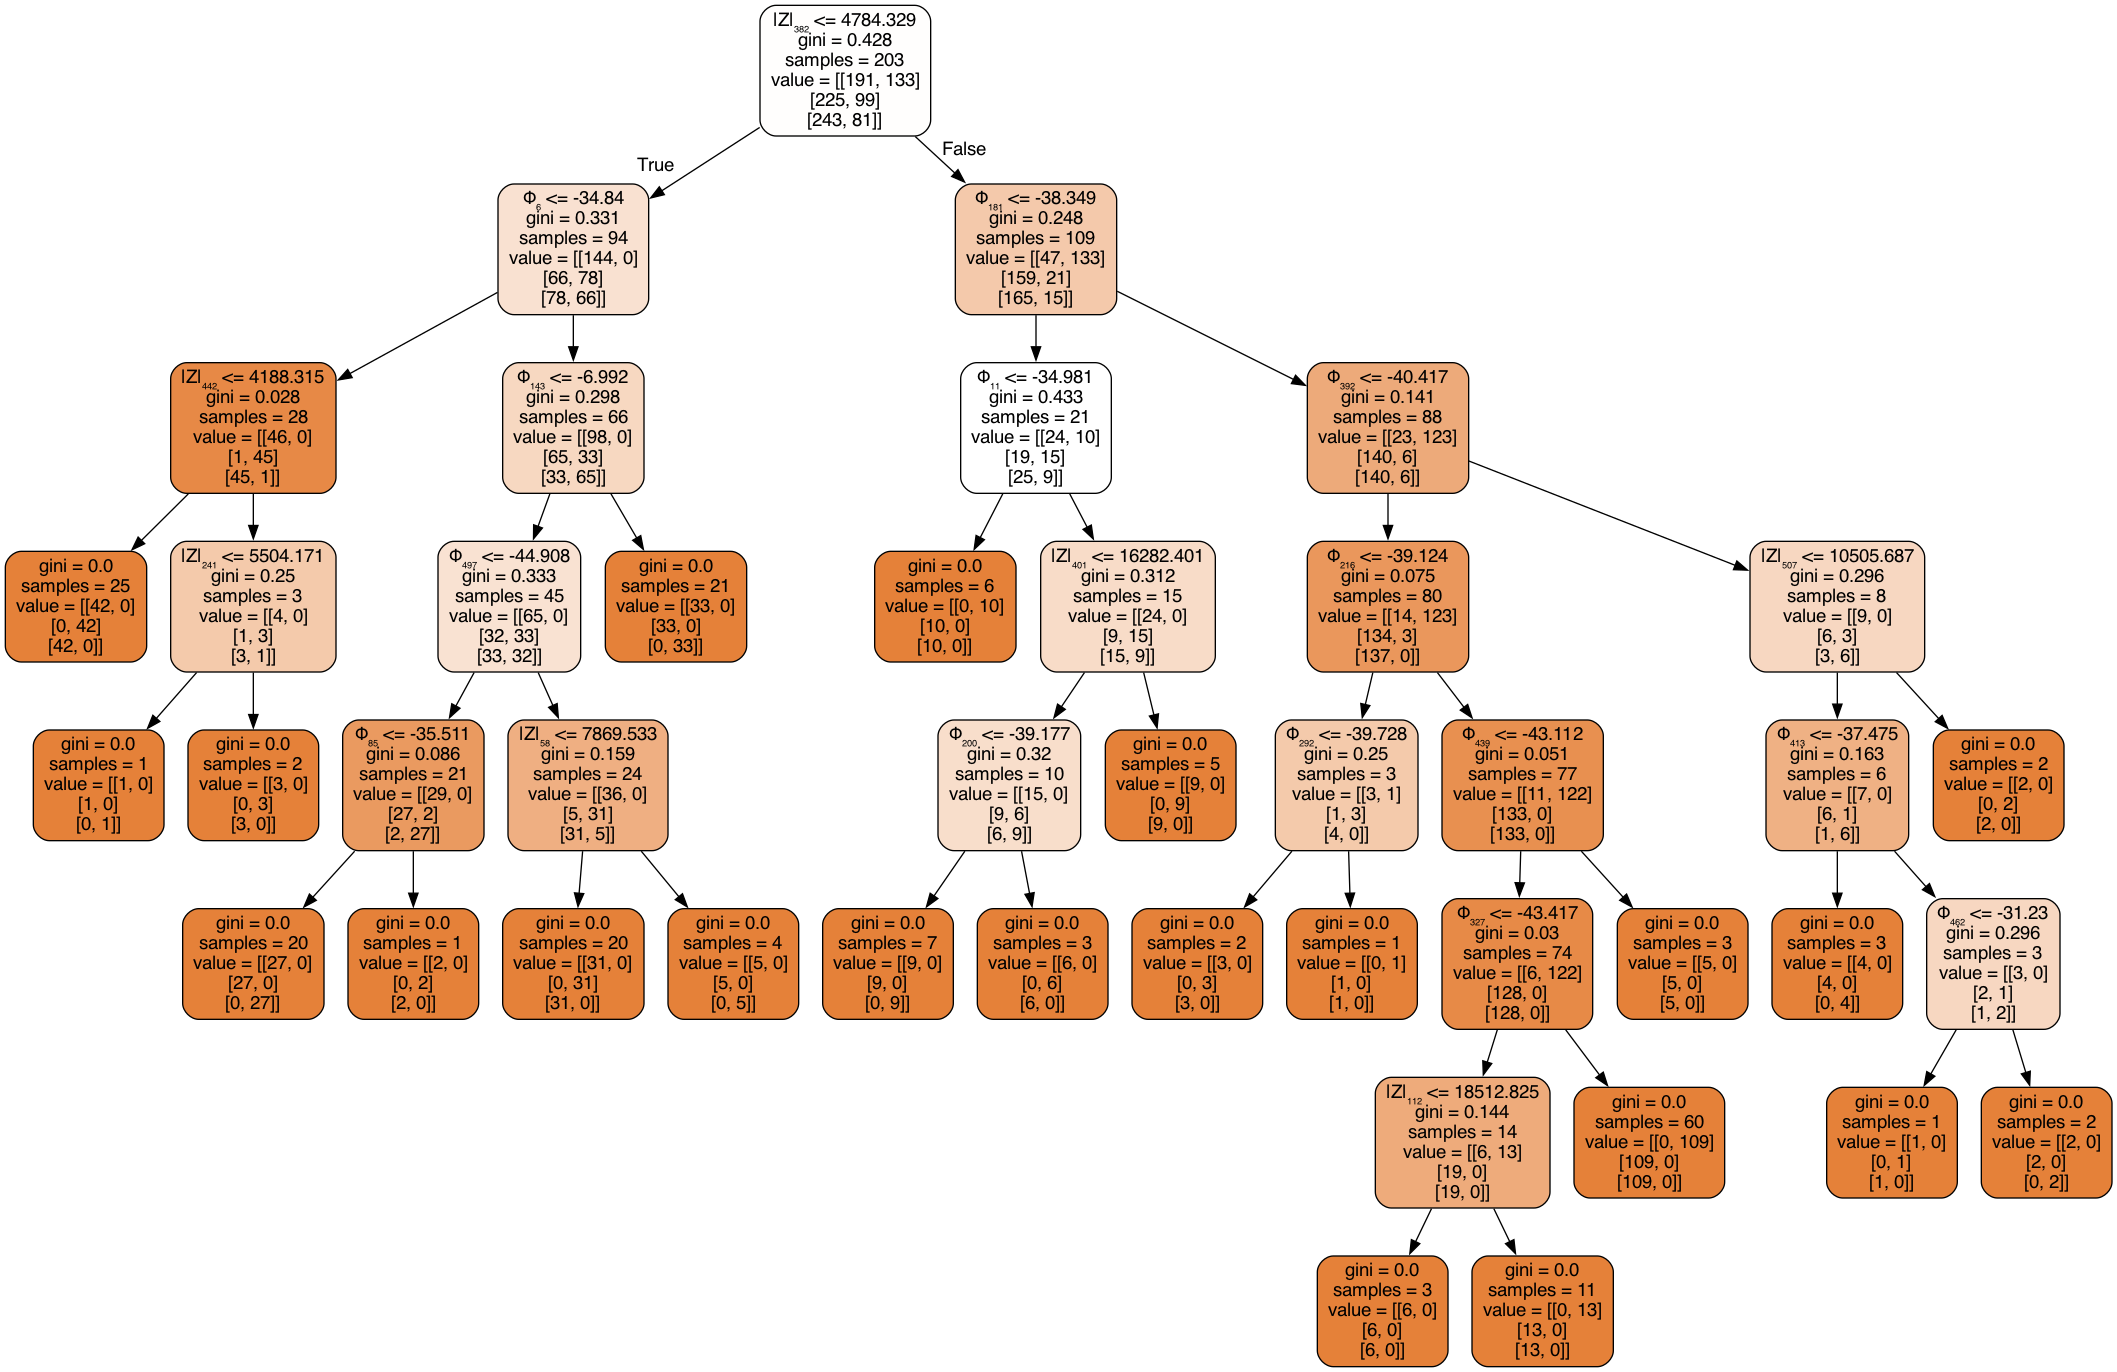 |Z|₃₈₂ <= 4784.329
gini = 0.428
samples = 203
value = [[191, 133]
[225, 99]
[243, 81]]
True
False
Φ₆ <= -34.84
gini = 0.331
samples = 94
value = [[144, 0]
[66, 78]
[78, 66]]
Φ₁₈₁ <= -38.349
gini = 0.248
samples = 109
value = [[47, 133]
[159, 21]
[165, 15]]
|Z|₄₄₂ <= 4188.315
gini = 0.028
samples = 28
value = [[46, 0]
[1, 45]
[45, 1]]
Φ₁₄₃ <= -6.992
gini = 0.298
samples = 66
value = [[98, 0]
[65, 33]
[33, 65]]
Φ₁₁ <= -34.981
gini = 0.433
samples = 21
value = [[24, 10]
[19, 15]
[25, 9]]
Φ₃₉₂ <= -40.417
gini = 0.141
samples = 88
value = [[23, 123]
[140, 6]
[140, 6]]
gini = 0.0
samples = 25
value = [[42, 0]
[0, 42]
[42, 0]]
|Z|₂₄₁ <= 5504.171
gini = 0.25
samples = 3
value = [[4, 0]
[1, 3]
[3, 1]]
Φ₄₉₇ <= -44.908
gini = 0.333
samples = 45
value = [[65, 0]
[32, 33]
[33, 32]]
gini = 0.0
samples = 21
value = [[33, 0]
[33, 0]
[0, 33]]
gini = 0.0
samples = 6
value = [[0, 10]
[10, 0]
[10, 0]]
|Z|₄₀₁ <= 16282.401
gini = 0.312
samples = 15
value = [[24, 0]
[9, 15]
[15, 9]]
Φ₂₁₆ <= -39.124
gini = 0.075
samples = 80
value = [[14, 123]
[134, 3]
[137, 0]]
|Z|₅₀₇ <= 10505.687
gini = 0.296
samples = 8
value = [[9, 0]
[6, 3]
[3, 6]]
gini = 0.0
samples = 1
value = [[1, 0]
[1, 0]
[0, 1]]
gini = 0.0
samples = 2
value = [[3, 0]
[0, 3]
[3, 0]]
Φ₈₅ <= -35.511
gini = 0.086
samples = 21
value = [[29, 0]
[27, 2]
[2, 27]]
|Z|₅₈ <= 7869.533
gini = 0.159
samples = 24
value = [[36, 0]
[5, 31]
[31, 5]]
Φ₂₀₀ <= -39.177
gini = 0.32
samples = 10
value = [[15, 0]
[9, 6]
[6, 9]]
gini = 0.0
samples = 5
value = [[9, 0]
[0, 9]
[9, 0]]
Φ₂₉₂ <= -39.728
gini = 0.25
samples = 3
value = [[3, 1]
[1, 3]
[4, 0]]
Φ₄₃₉ <= -43.112
gini = 0.051
samples = 77
value = [[11, 122]
[133, 0]
[133, 0]]
Φ₄₁₃ <= -37.475
gini = 0.163
samples = 6
value = [[7, 0]
[6, 1]
[1, 6]]
gini = 0.0
samples = 2
value = [[2, 0]
[0, 2]
[2, 0]]
gini = 0.0
samples = 20
value = [[27, 0]
[27, 0]
[0, 27]]
gini = 0.0
samples = 1
value = [[2, 0]
[0, 2]
[2, 0]]
gini = 0.0
samples = 20
value = [[31, 0]
[0, 31]
[31, 0]]
gini = 0.0
samples = 4
value = [[5, 0]
[5, 0]
[0, 5]]
gini = 0.0
samples = 7
value = [[9, 0]
[9, 0]
[0, 9]]
gini = 0.0
samples = 3
value = [[6, 0]
[0, 6]
[6, 0]]
gini = 0.0
samples = 2
value = [[3, 0]
[0, 3]
[3, 0]]
gini = 0.0
samples = 1
value = [[0, 1]
[1, 0]
[1, 0]]
Φ₃₂₇ <= -43.417
gini = 0.03
samples = 74
value = [[6, 122]
[128, 0]
[128, 0]]
gini = 0.0
samples = 3
value = [[5, 0]
[5, 0]
[5, 0]]
gini = 0.0
samples = 3
value = [[4, 0]
[4, 0]
[0, 4]]
Φ₄₆₂ <= -31.23
gini = 0.296
samples = 3
value = [[3, 0]
[2, 1]
[1, 2]]
|Z|₁₁₂ <= 18512.825
gini = 0.144
samples = 14
value = [[6, 13]
[19, 0]
[19, 0]]
gini = 0.0
samples = 60
value = [[0, 109]
[109, 0]
[109, 0]]
gini = 0.0
samples = 1
value = [[1, 0]
[0, 1]
[1, 0]]
gini = 0.0
samples = 2
value = [[2, 0]
[2, 0]
[0, 2]]
gini = 0.0
samples = 3
value = [[6, 0]
[6, 0]
[6, 0]]
gini = 0.0
samples = 11
value = [[0, 13]
[13, 0]
[13, 0]]